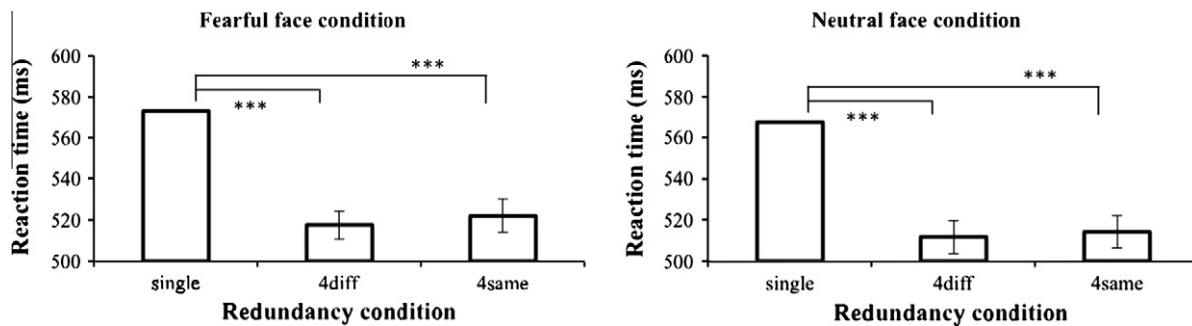 Fearful face condition
Reaction time (ms)
600
580
560
540
520
500
***
***
single
4diff
4same
Redundancy condition
Neutral face condition
Reaction time (ms)
600
580
560
540
520
500
***
***
single
4diff
4same
Redundancy condition